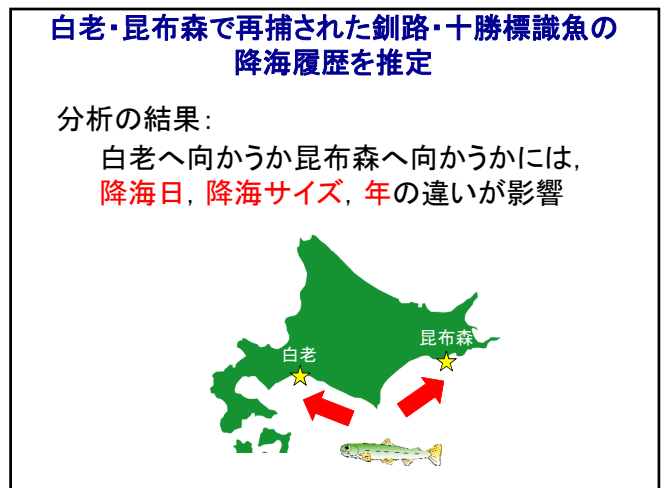 白老・昆布森で再捕された釧路・十勝標識魚の
降海履歴を推定
分析の結果：
白老へ向かうか昆布森へ向かうかには，
降海日，降海サイズ，年の違いが影響
昆布森
白老